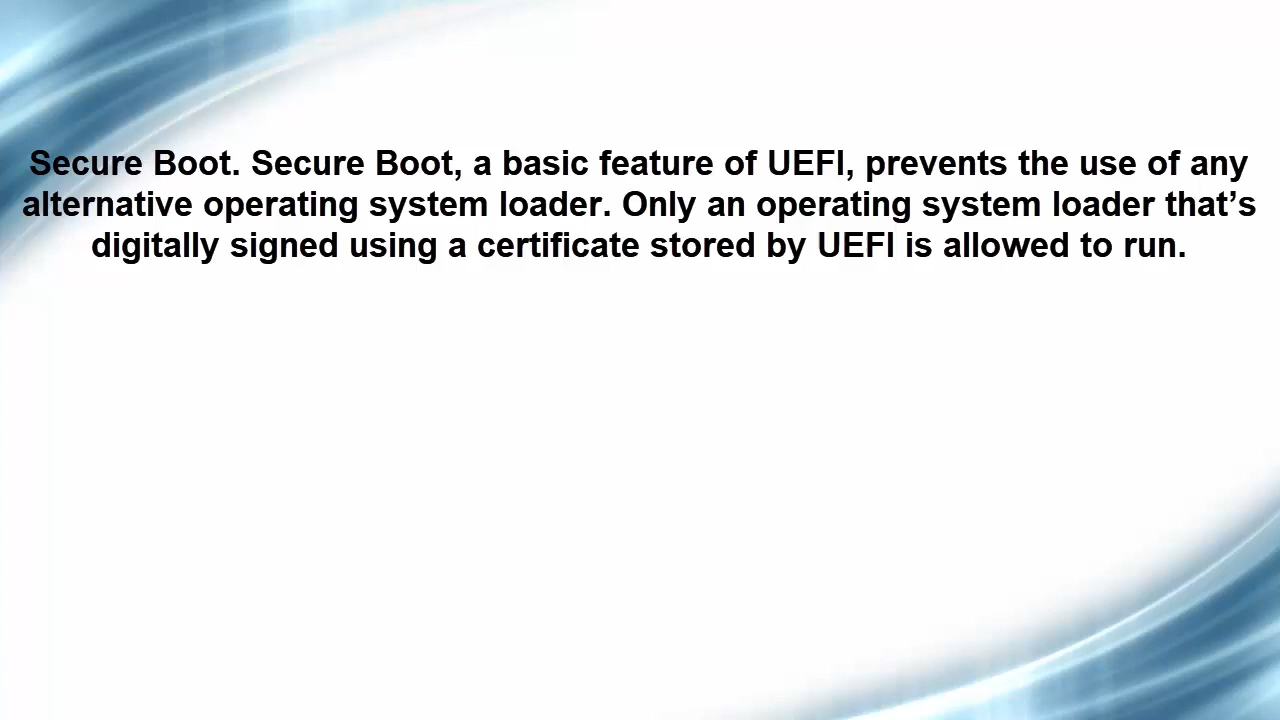 Secure Boot. Secure Boot, a basic feature of UEFI, prevents the use of any
alternative operating system loader. Only an operating system loader that’s
digitally signed using a certificate stored by UEFI is allowed to run.